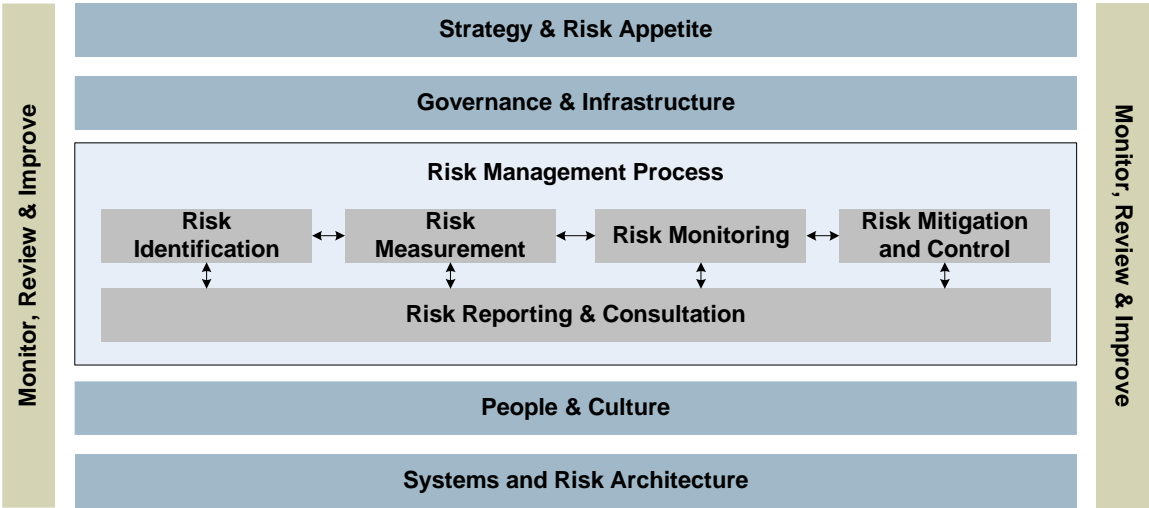 Monitor, Review & Improve
Strategy & Risk Appetite
Governance & Infrastructure
Risk Management Process
Risk
Identification
Risk
Measurement
Risk Monitoring
Risk Mitigation
and Control
Risk Reporting & Consultation
People & Culture
Systems and Risk Architecture
Monitor, Review & Improve